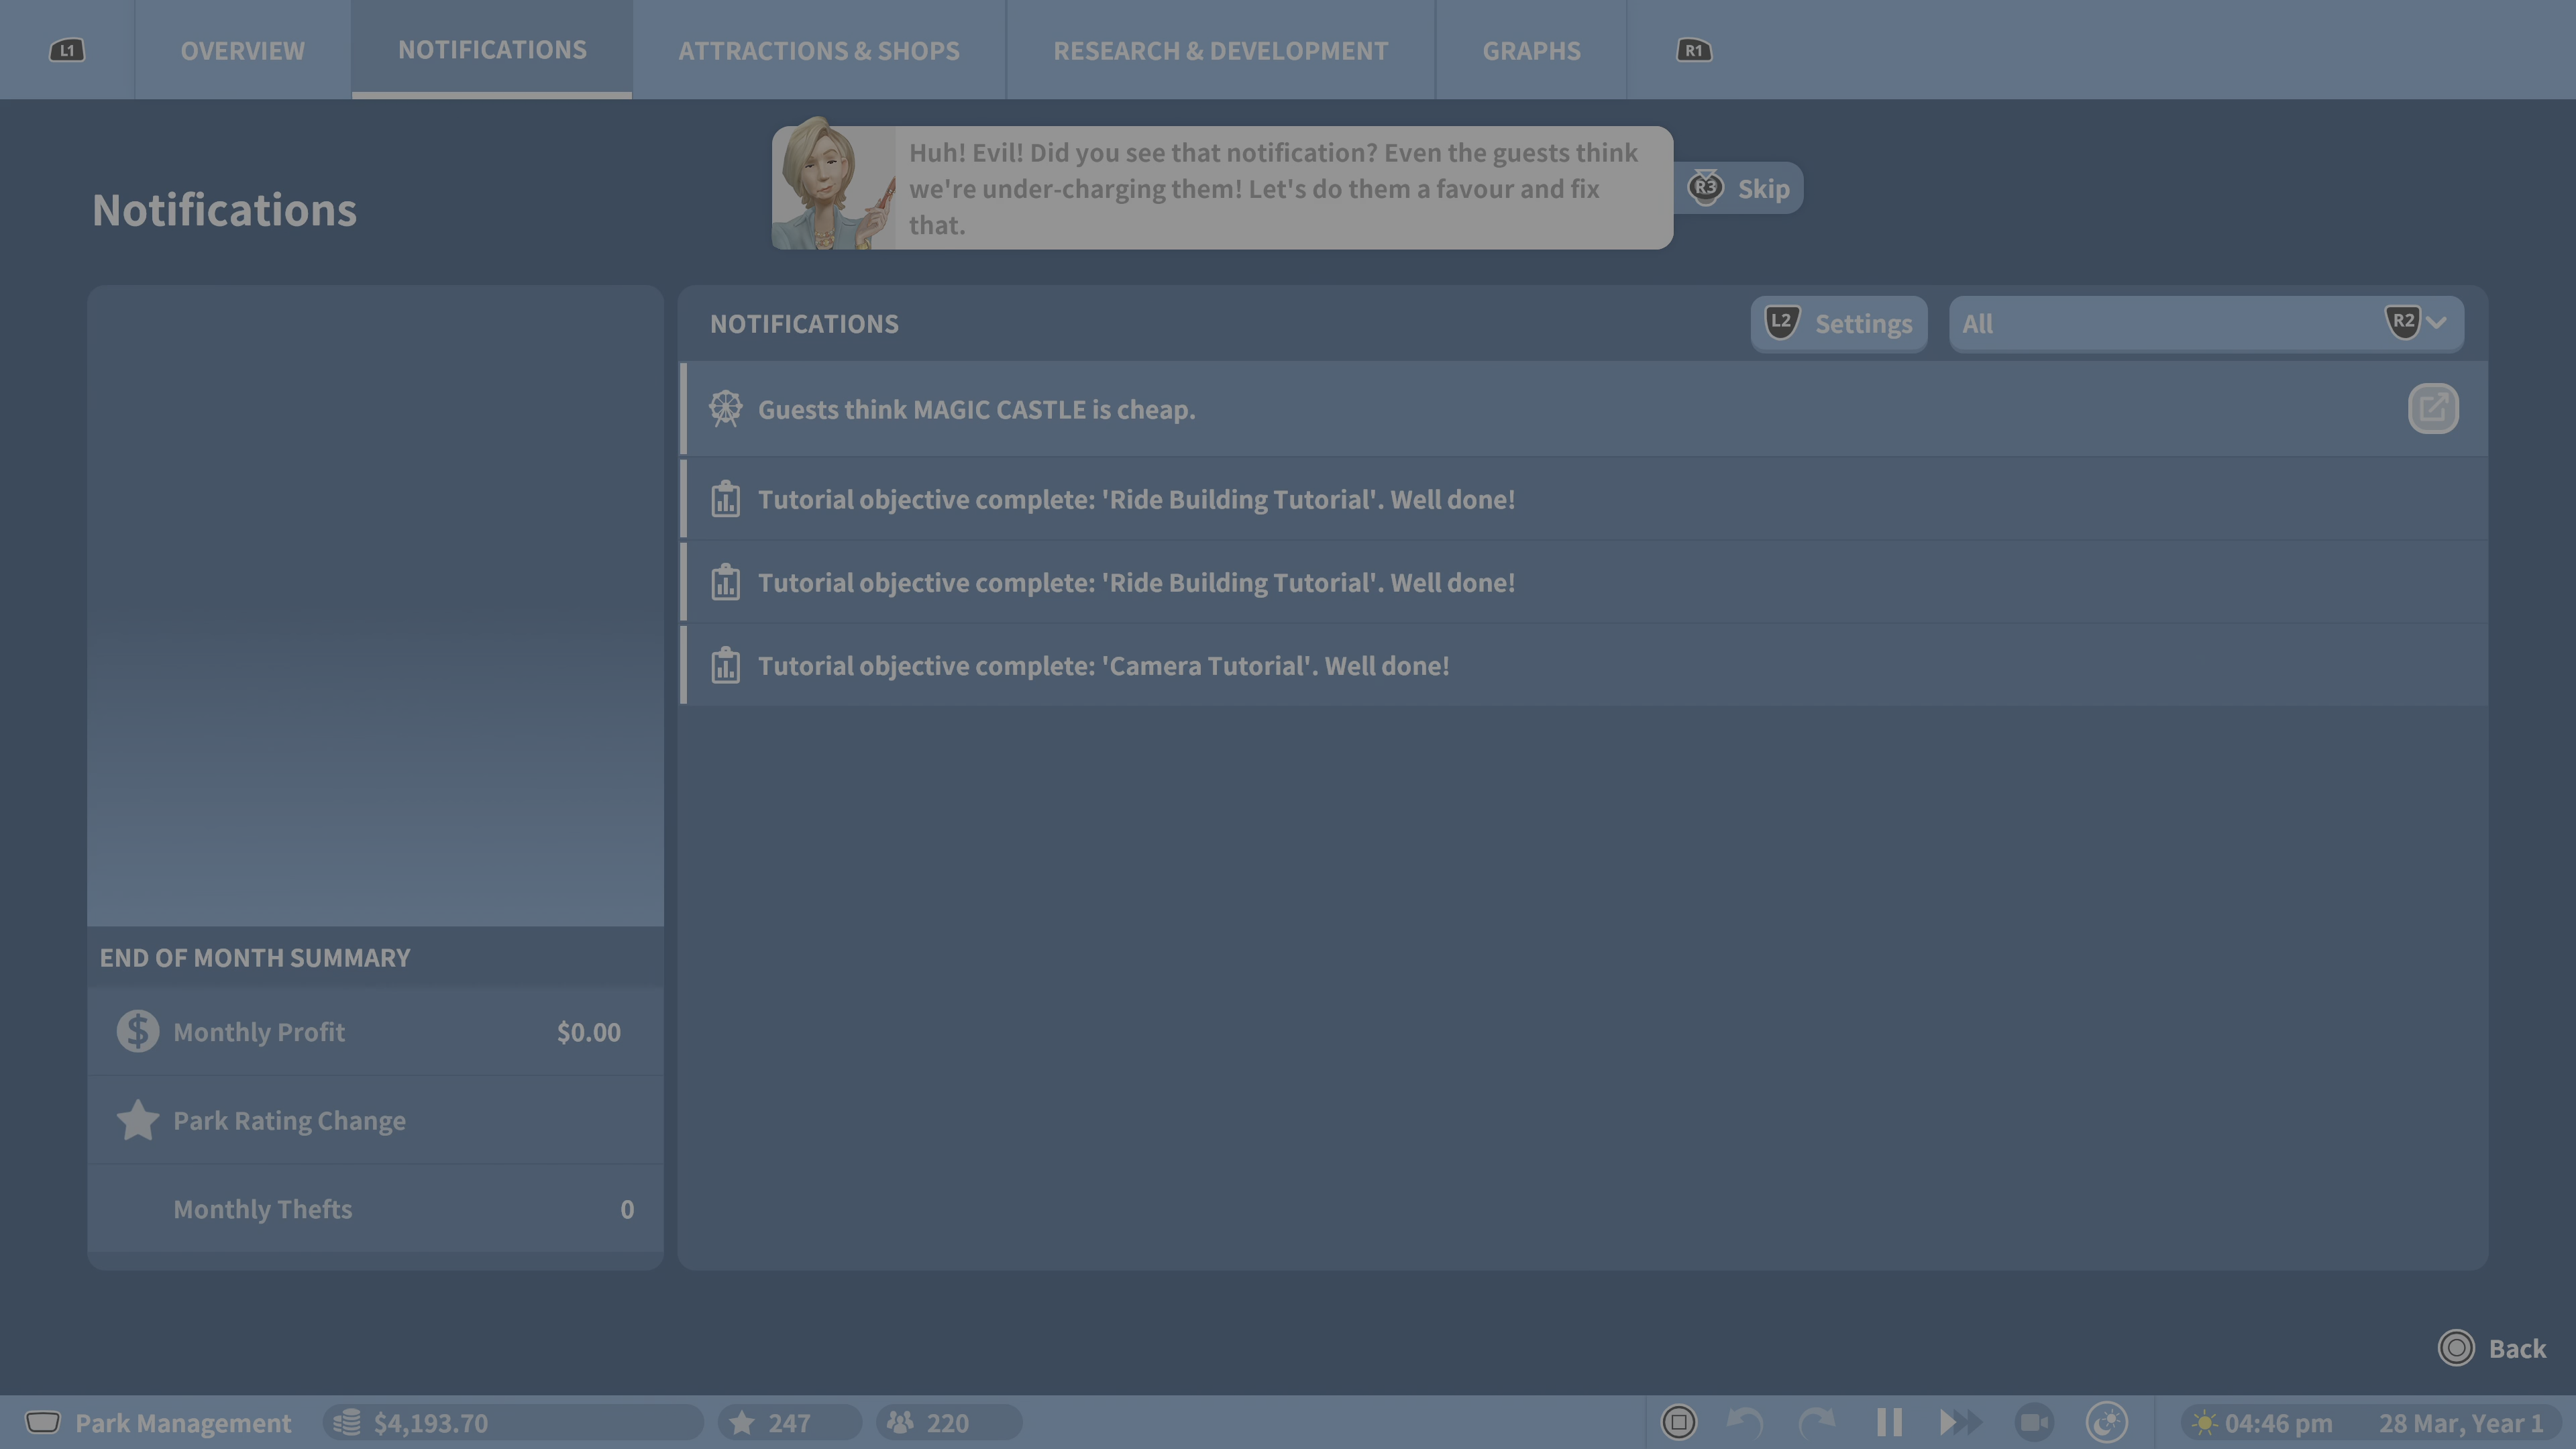 L1
OVERVIEW
NOTIFICATIONS
ATTRACTIONS & SHOPS
RESEARCH & DEVELOPMENT
GRAPHS
R1
Notifications
Huh! Evil! Did you see that notification? Even the guests think
we're under-charging them! Let's do them a favour and fix
that.
R3 Skip
NOTIFICATIONS
L2 Settings
All R2
Guests think MAGIC CASTLE is cheap.
Tutorial objective complete: 'Ride Building Tutorial'. Well done!
Tutorial objective complete: 'Ride Building Tutorial'. Well done!
Tutorial objective complete: 'Camera Tutorial'. Well done!
END OF MONTH SUMMARY
Monthly Profit $0.00
Park Rating Change
Monthly Thefts 0
Back
Park Management
$4,193.70
247
220
04:46 pm
28 Mar, Year 1